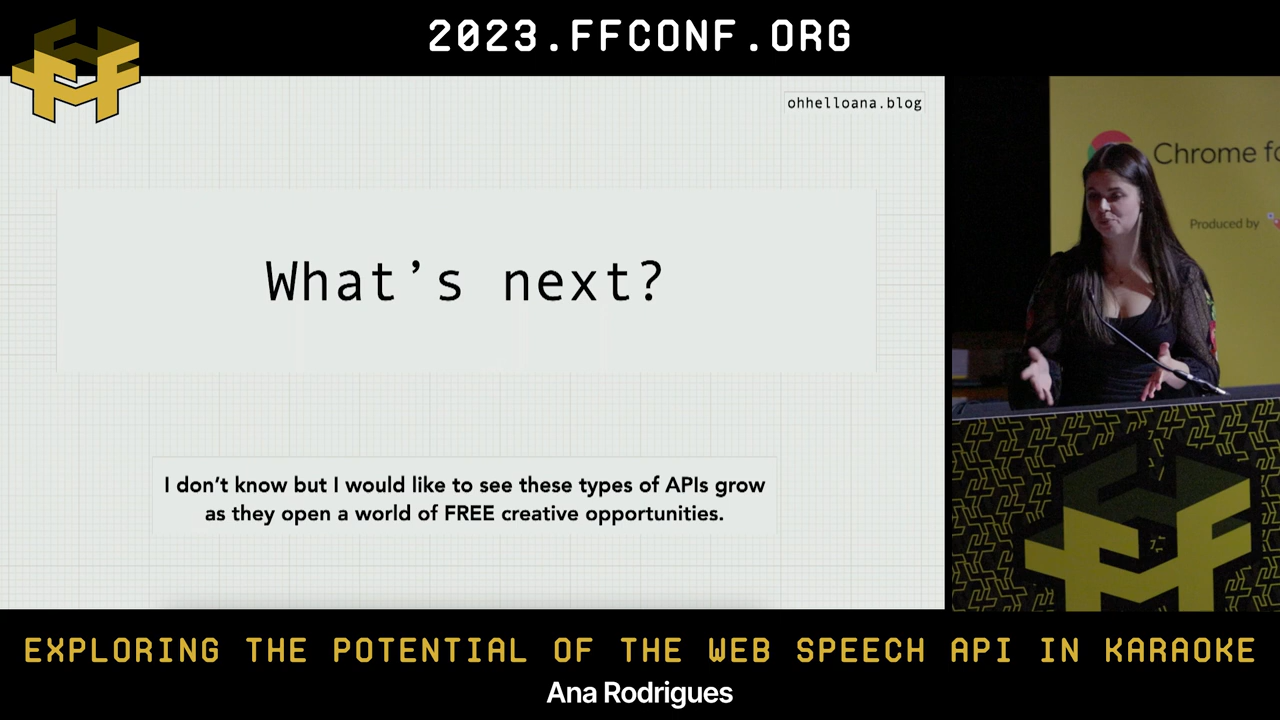 2023.FFCONF.ORG
ohhelloana.blog
What's next?
I don't know but I would like to see these types of APIs grow
as they open a world of FREE creative opportunities.
Chrome fo
Produced by
EXPLORING THE POTENTIAL OF THE WEB SPEECH API IN KARAOKE
Ana Rodrigues